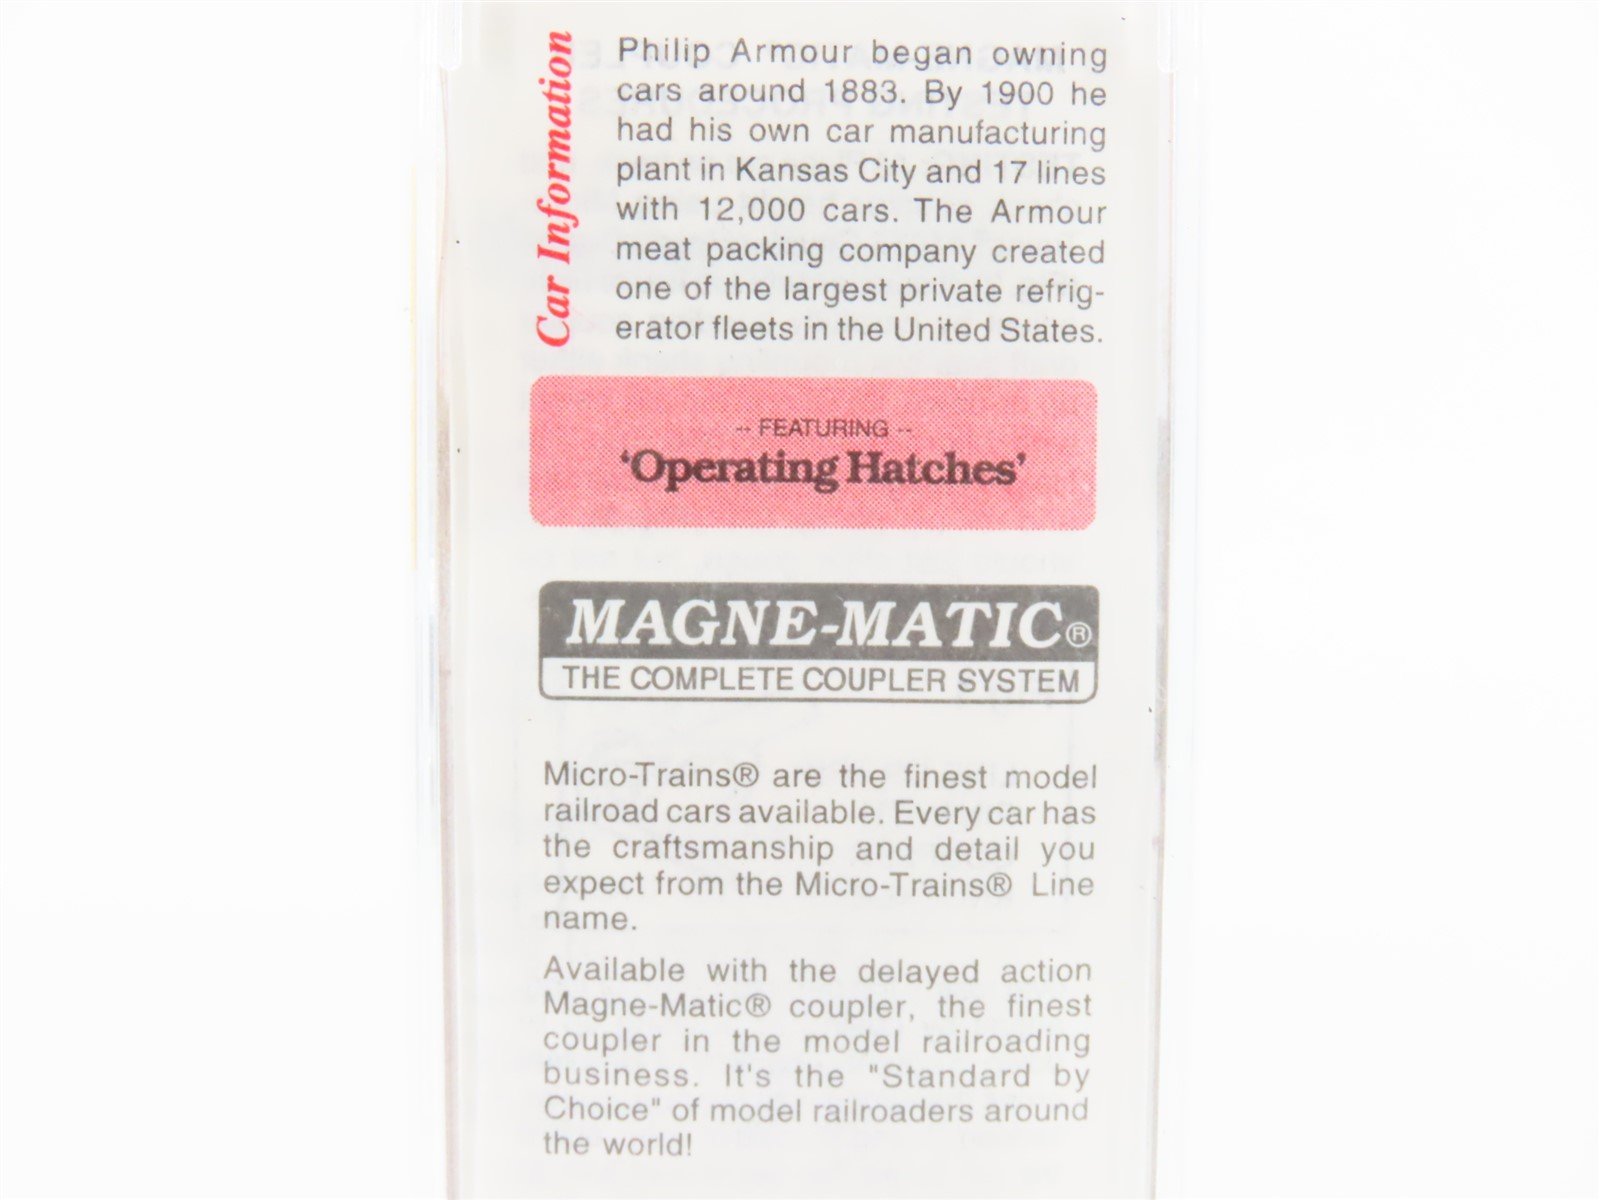 Car Information
Philip Armour began owning
cars around 1883. By 1900 he
had his own car manufacturing
plant in Kansas City and 17 lines
with 12,000 cars. The Armour
meat packing company created
one of the largest private refrig-
erator fleets in the United States.
-- FEATURING --
'Operating Hatches'
MAGNE-MATIC®
THE COMPLETE COUPLER SYSTEM
Micro-Trains® are the finest model
railroad cars available. Every car has
the craftsmanship and detail you
expect from the Micro-Trains® Line
name.
Available with the delayed action
Magne-Matic® coupler, the finest
coupler in the model railroading
business. It's the "Standard by
Choice" of model railroaders around
the world!